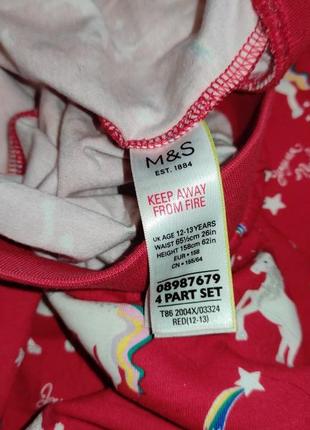 M&S
EST. 1884
KEEP AWAY
FROM FIRE
UK AGE 12-13 YEARS
WAIST 65½cm 26in
HEIGHT 158cm 62in
EUR • 158
CN • 155/64
08987679
4 PART SET
T86 2004X/03324
RED(12-13)